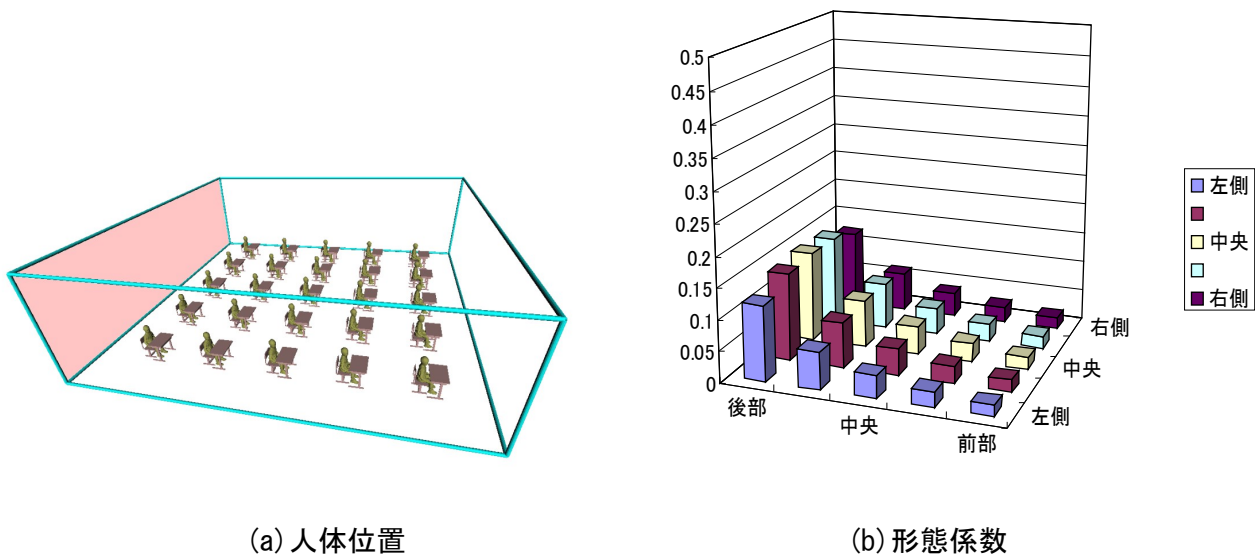 0.5
0.45
0.4
0.35
0.3
0.25
0.2
0.15
0.1
0.05
0
後部
中央
前部
左側
中央
右側
左側
中央
右側
(a)人体位置
(b)形態係数